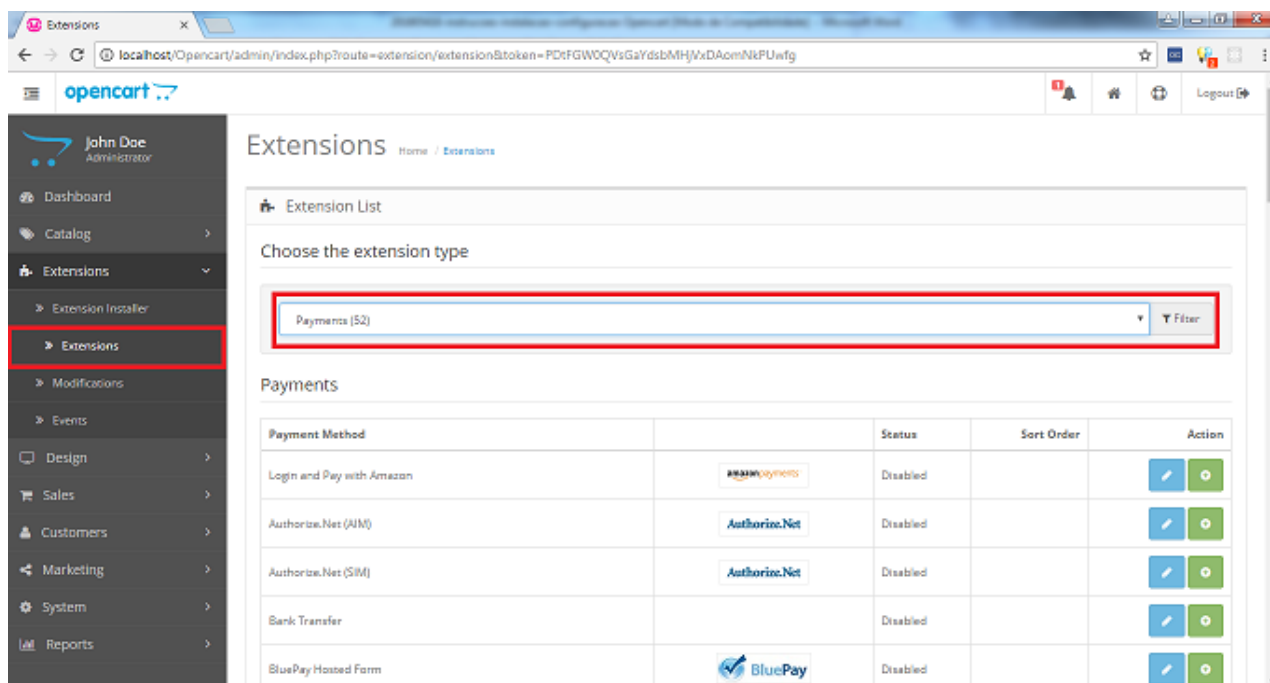 Extensions
localhost/Opencart/admin/index.php?route=extension/extension&token=
opencart
1
Logout
John Doe
Administrator
Extensions
Home / Extensions
Dashboard
Catalog
Extensions
Extension Installer
Extensions
Modifications
Events
Design
Sales
Customers
Marketing
System
Reports
Extension List
Choose the extension type
Payments (52)
Filter
Payments
Payment Method Status Sort Order Action
Login and Pay with Amazon amazonpayments Disabled
Authorize.Net (AIM) Authorize.Net Disabled
Authorize.Net (SIM) Authorize.Net Disabled
Bank Transfer Disabled
BluePay Hosted Form BluePay Disabled